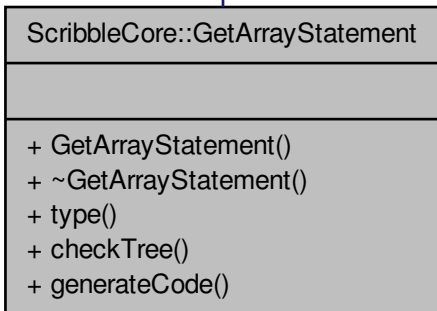 ScribbleCore::GetArrayStatement
+ GetArrayStatement()
+ ~GetArrayStatement()
+ type()
+ checkTree()
+ generateCode()